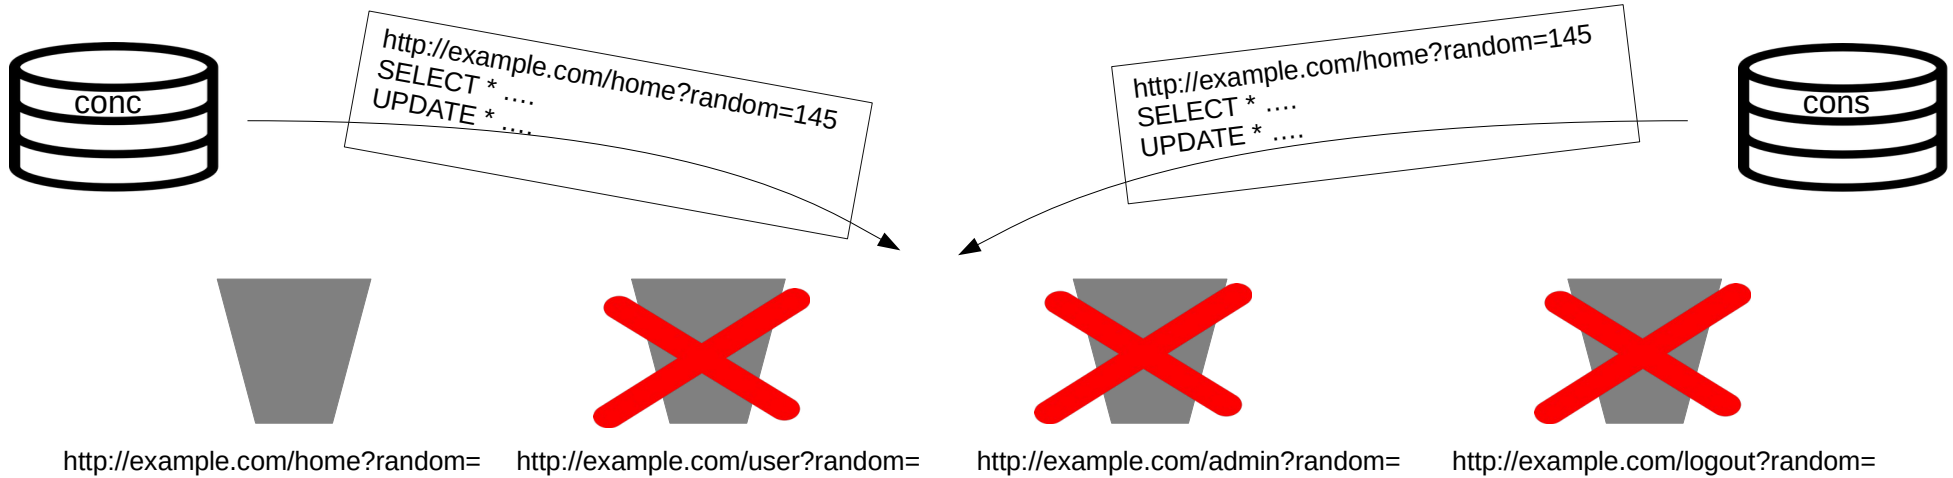 conc
http://example.com/home?random=145
SELECT * ....
UPDATE * ....
http://example.com/home?random=145
SELECT * ....
UPDATE * ....
cons
http://example.com/home?random=
http://example.com/user?random=
http://example.com/admin?random=
http://example.com/logout?random=